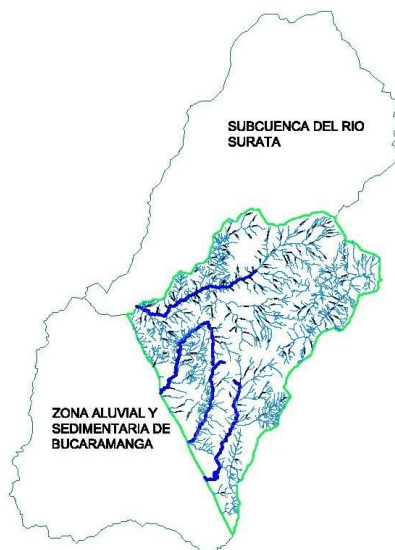 SUBCUENCA DEL RIO
SURATA
ZONA ALUVIAL Y
SEDIMENTARIA DE
BUCARAMANGA